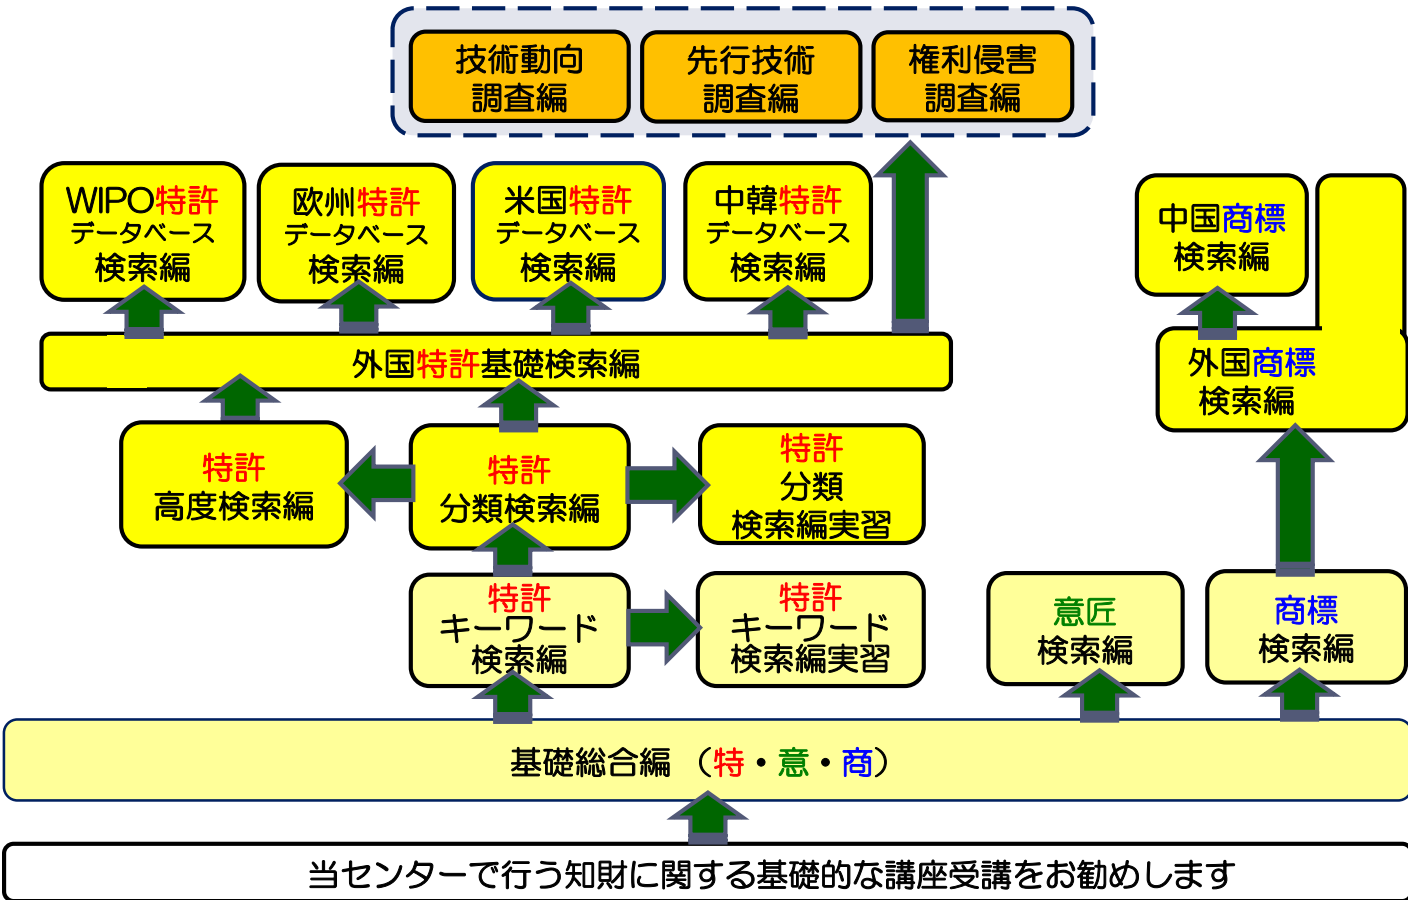 技術動向
調査編
先行技術
調査編
権利侵害
調査編
WIPO特許
データベース
検索編
欧州特許
データベース
検索編
米国特許
データベース
検索編
中韓特許
データベース
検索編
中国商標
検索編
外国特許基礎検索編
外国商標
検索編
特許
高度検索編
特許
分類検索編
特許
分類
検索編実習
特許
キーワード
検索編
特許
キーワード
検索編実習
意匠
検索編
商標
検索編
基礎総合編 （特・意・商）
当センターで行う知財に関する基礎的な講座受講をお勧めします